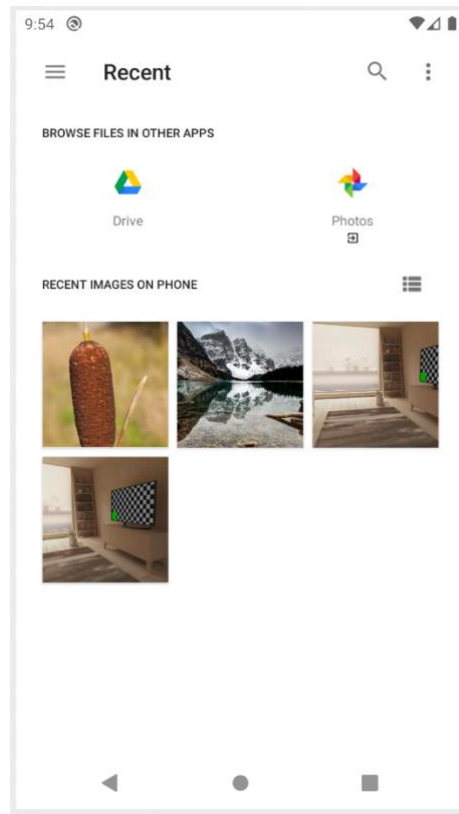 9:54
Recent
BROWSE FILES IN OTHER APPS
Drive
Photos
RECENT IMAGES ON PHONE